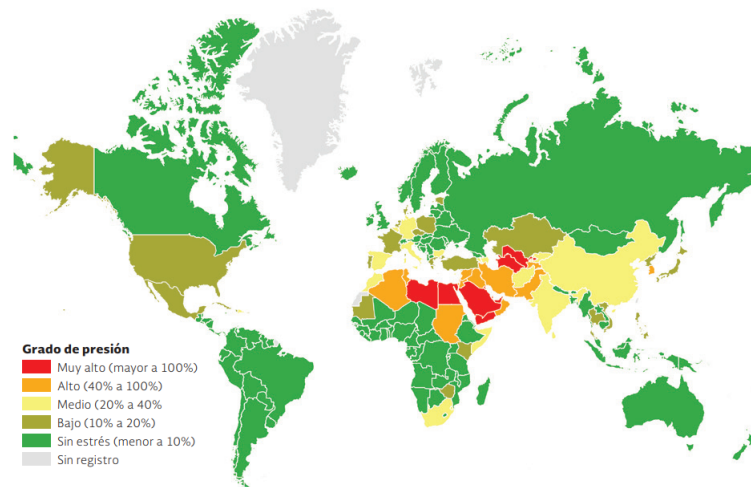 Grado de presión
Muy alto (mayor a 100%)
Alto (40% a 100%)
Medio (20% a 40%
Bajo (10% a 20%)
Sin estrés (menor a 10%)
Sin registro